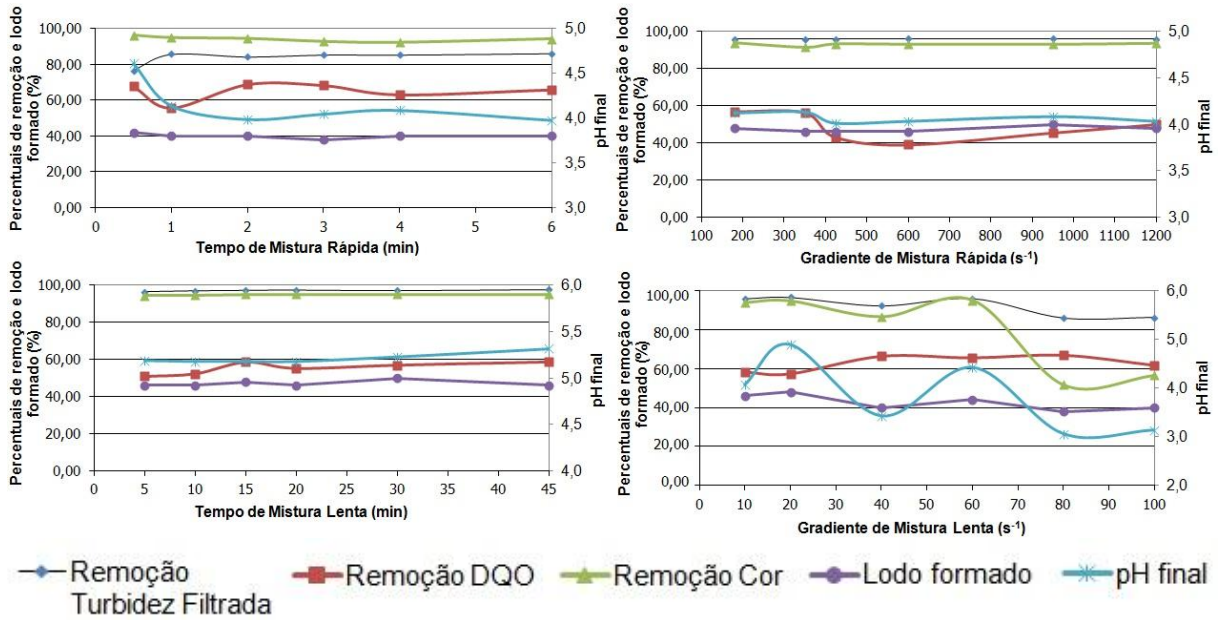 Percentuais de remoção e lodo
formado (%)
100,00
80,00
60,00
40,00
20,00
0,00
5,0
4,5
4,0
3,5
3,0
pH final
0 1 2 3 4 5 6
Tempo de Mistura Rápida (min)
Percentuais de remoção e lodo
formado (%)
100,00
80,00
60,00
40,00
20,00
0,00
5,0
4,5
4,0
3,5
3,0
pH final
100 200 300 400 500 600 700 800 900 1000 1100 1200
Gradiente de Mistura Rápida (s⁻¹)
Percentuais de remoção e lodo
formado (%)
100,00
80,00
60,00
40,00
20,00
0,00
6,0
5,5
5,0
4,5
4,0
pH final
0 5 10 15 20 25 30 35 40 45
Tempo de Mistura Lenta (min)
Percentuais de remoção e lodo
formado (%)
100,00
80,00
60,00
40,00
20,00
00,00
6,0
5,0
4,0
3,0
2,0
pH final
0 10 20 30 40 50 60 70 80 90 100
Gradiente de Mistura Lenta (s⁻¹)
Remoção
Turbidez Filtrada
Remoção DQO
Remoção Cor
Lodo formado
pH final